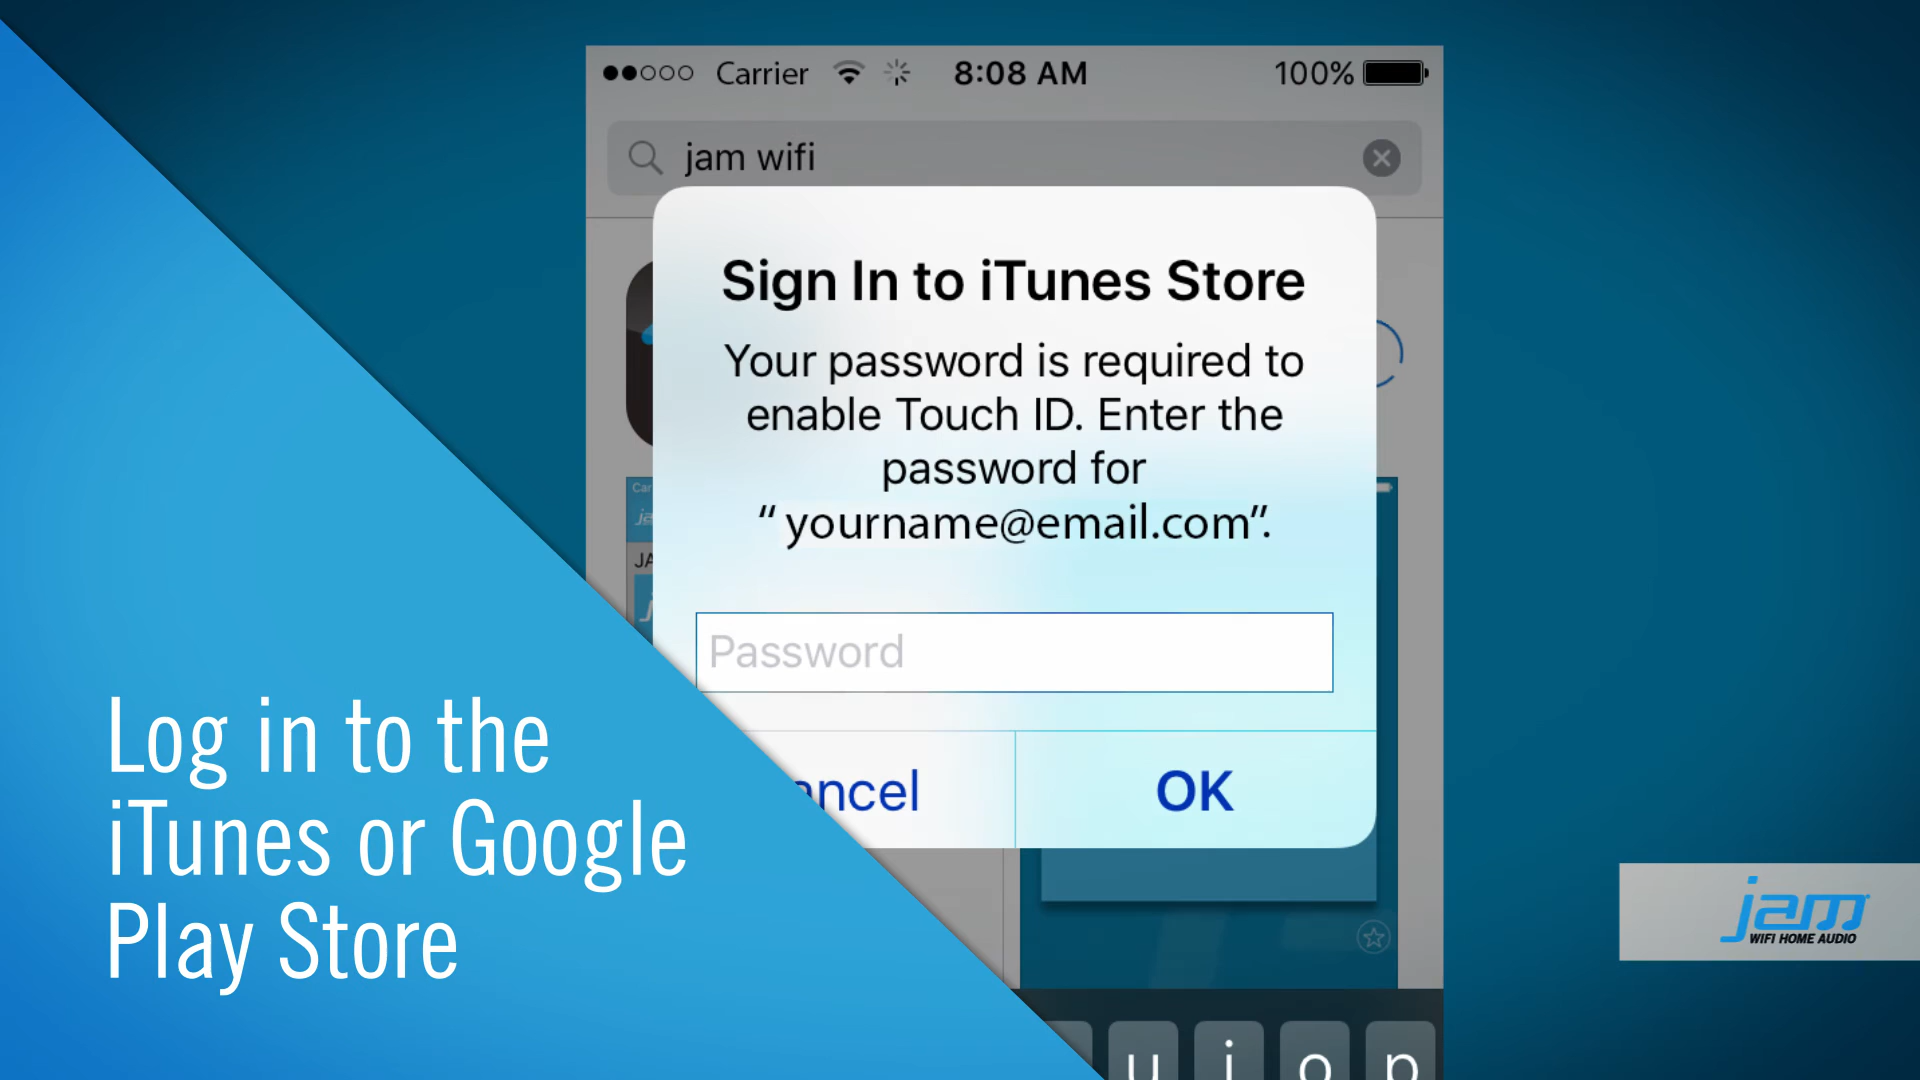 Carrier 8:08 AM 100%
jam wifi
Sign In to iTunes Store
Your password is required to
enable Touch ID. Enter the
password for
“yourname@email.com”.
Password
ancel OK
Log in to the
iTunes or Google
Play Store
jam
WIFI HOME AUDIO
u i o p